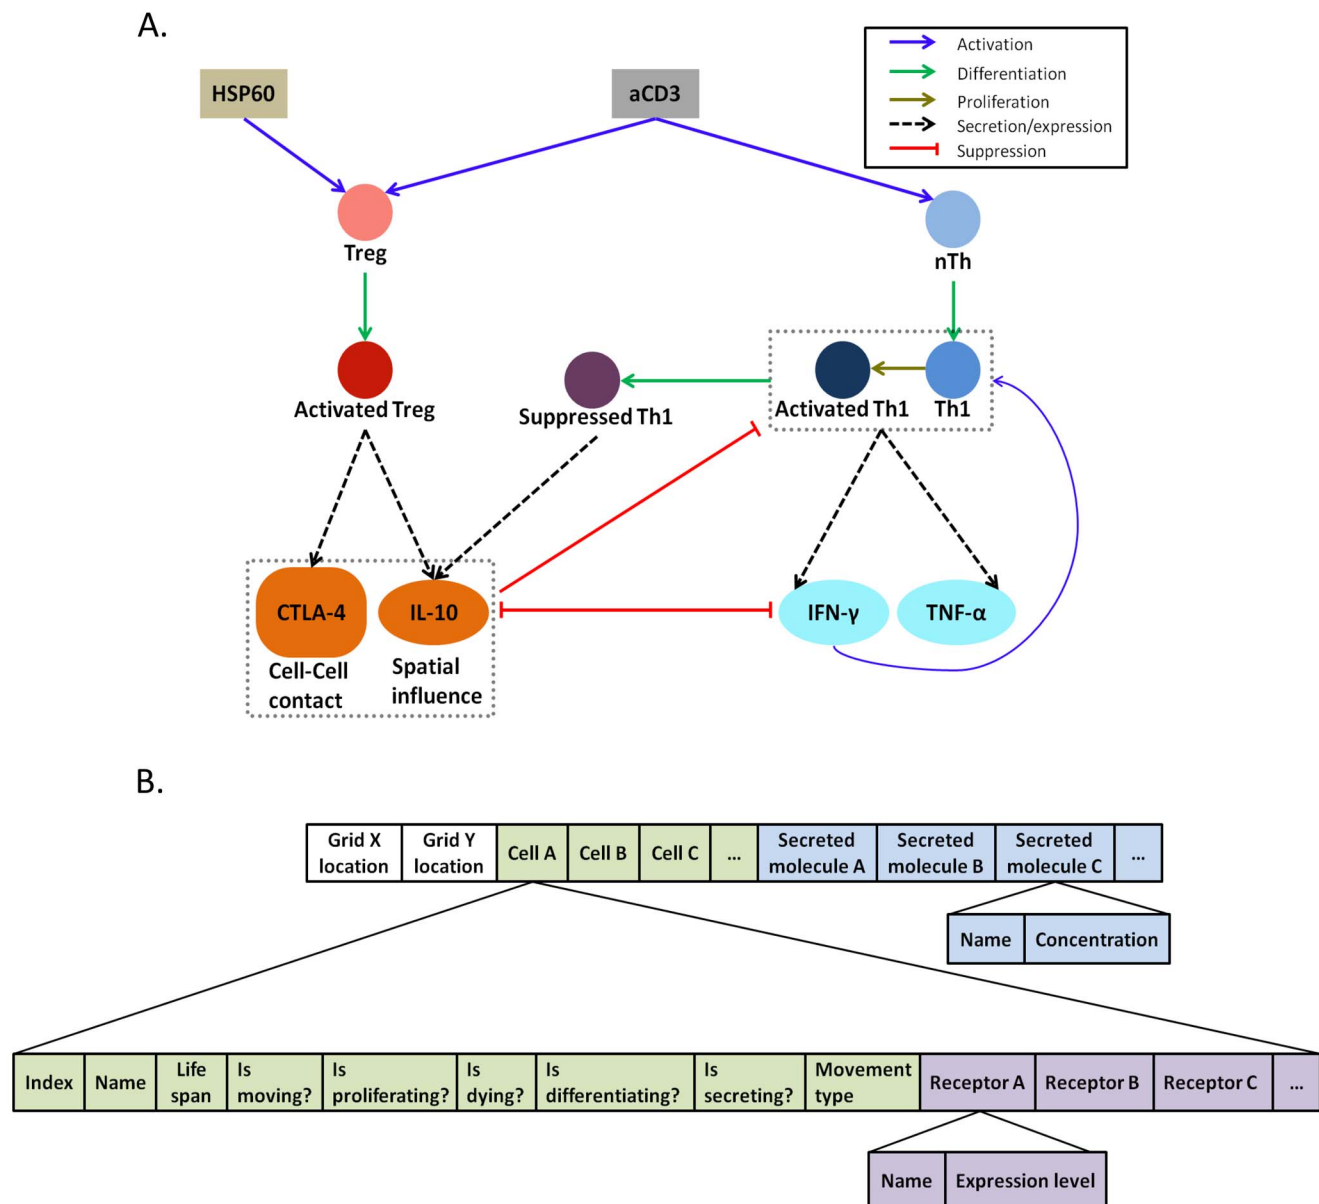 A.
Activation
Differentiation
Proliferation
Secretion/expression
Suppression
HSP60
aCD3
Treg
nTh
Activated Treg
Suppressed Th1
Activated Th1
Th1
CTLA-4
IL-10
IFN-γ
TNF-α
Cell-Cell
contact
Spatial
influence
B.
Grid X
location
Grid Y
location
Cell A
Cell B
Cell C
...
Secreted
molecule A
Secreted
molecule B
Secreted
molecule C
...
Name
Concentration
Index
Name
Life
span
Is
moving?
Is
proliferating?
Is
dying?
Is
differentiating?
Is
secreting?
Movement
type
Receptor A
Receptor B
Receptor C
...
Name
Expression level